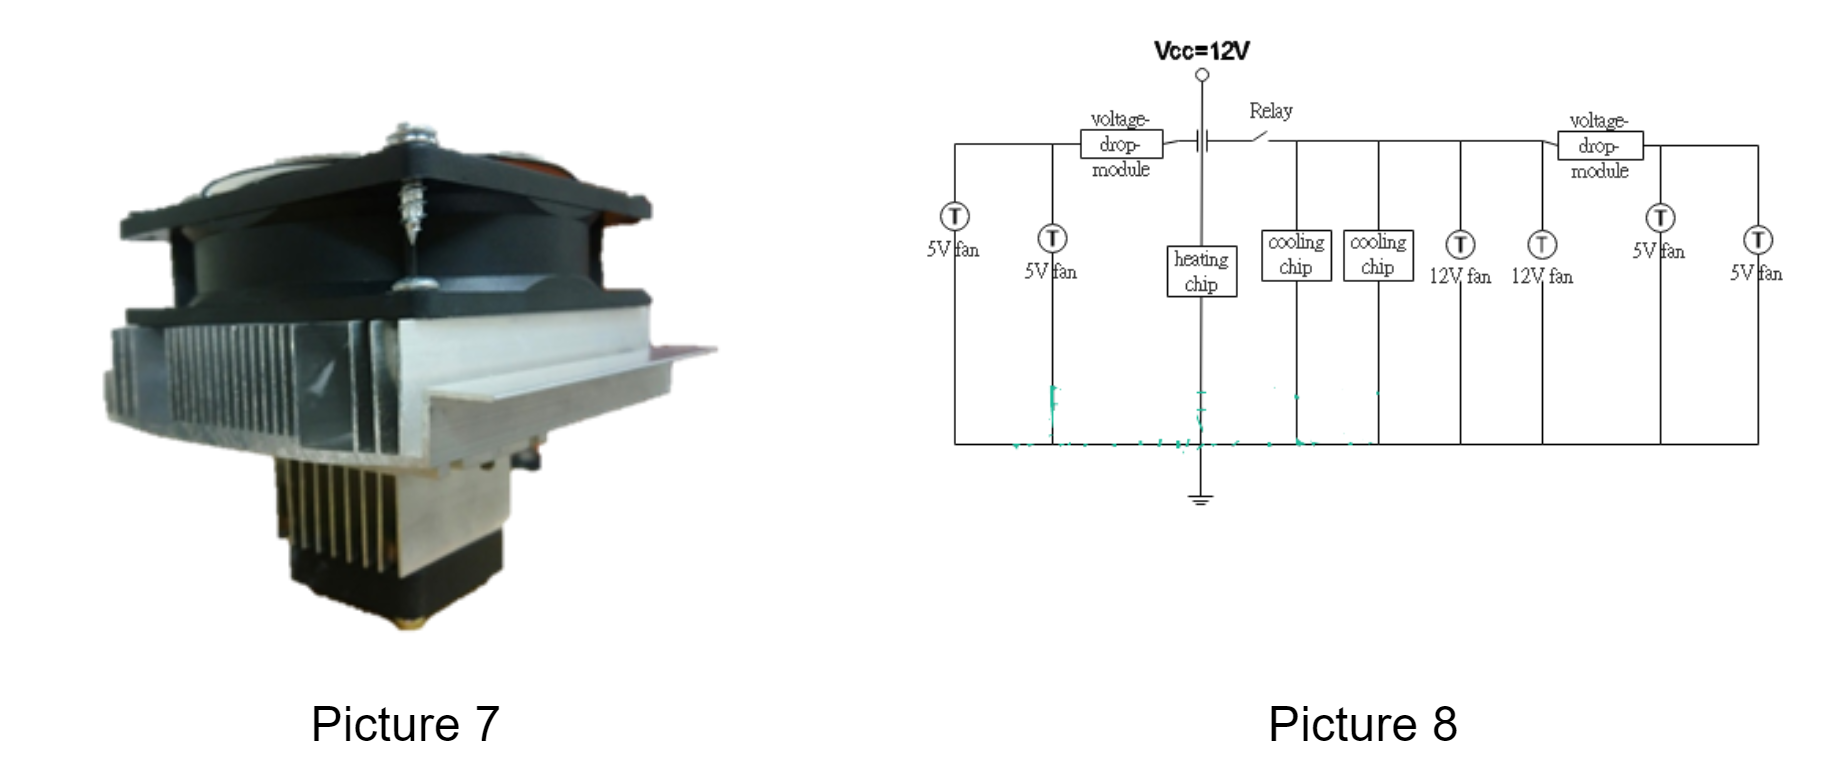 Vcc=12V
Relay
voltage-
drop-
module
voltage-
drop-
module
T
5V fan
T
5V fan
heating
chip
cooling
chip
cooling
chip
T
12V fan
T
12V fan
T
5V fan
T
5V fan
Picture 7
Picture 8